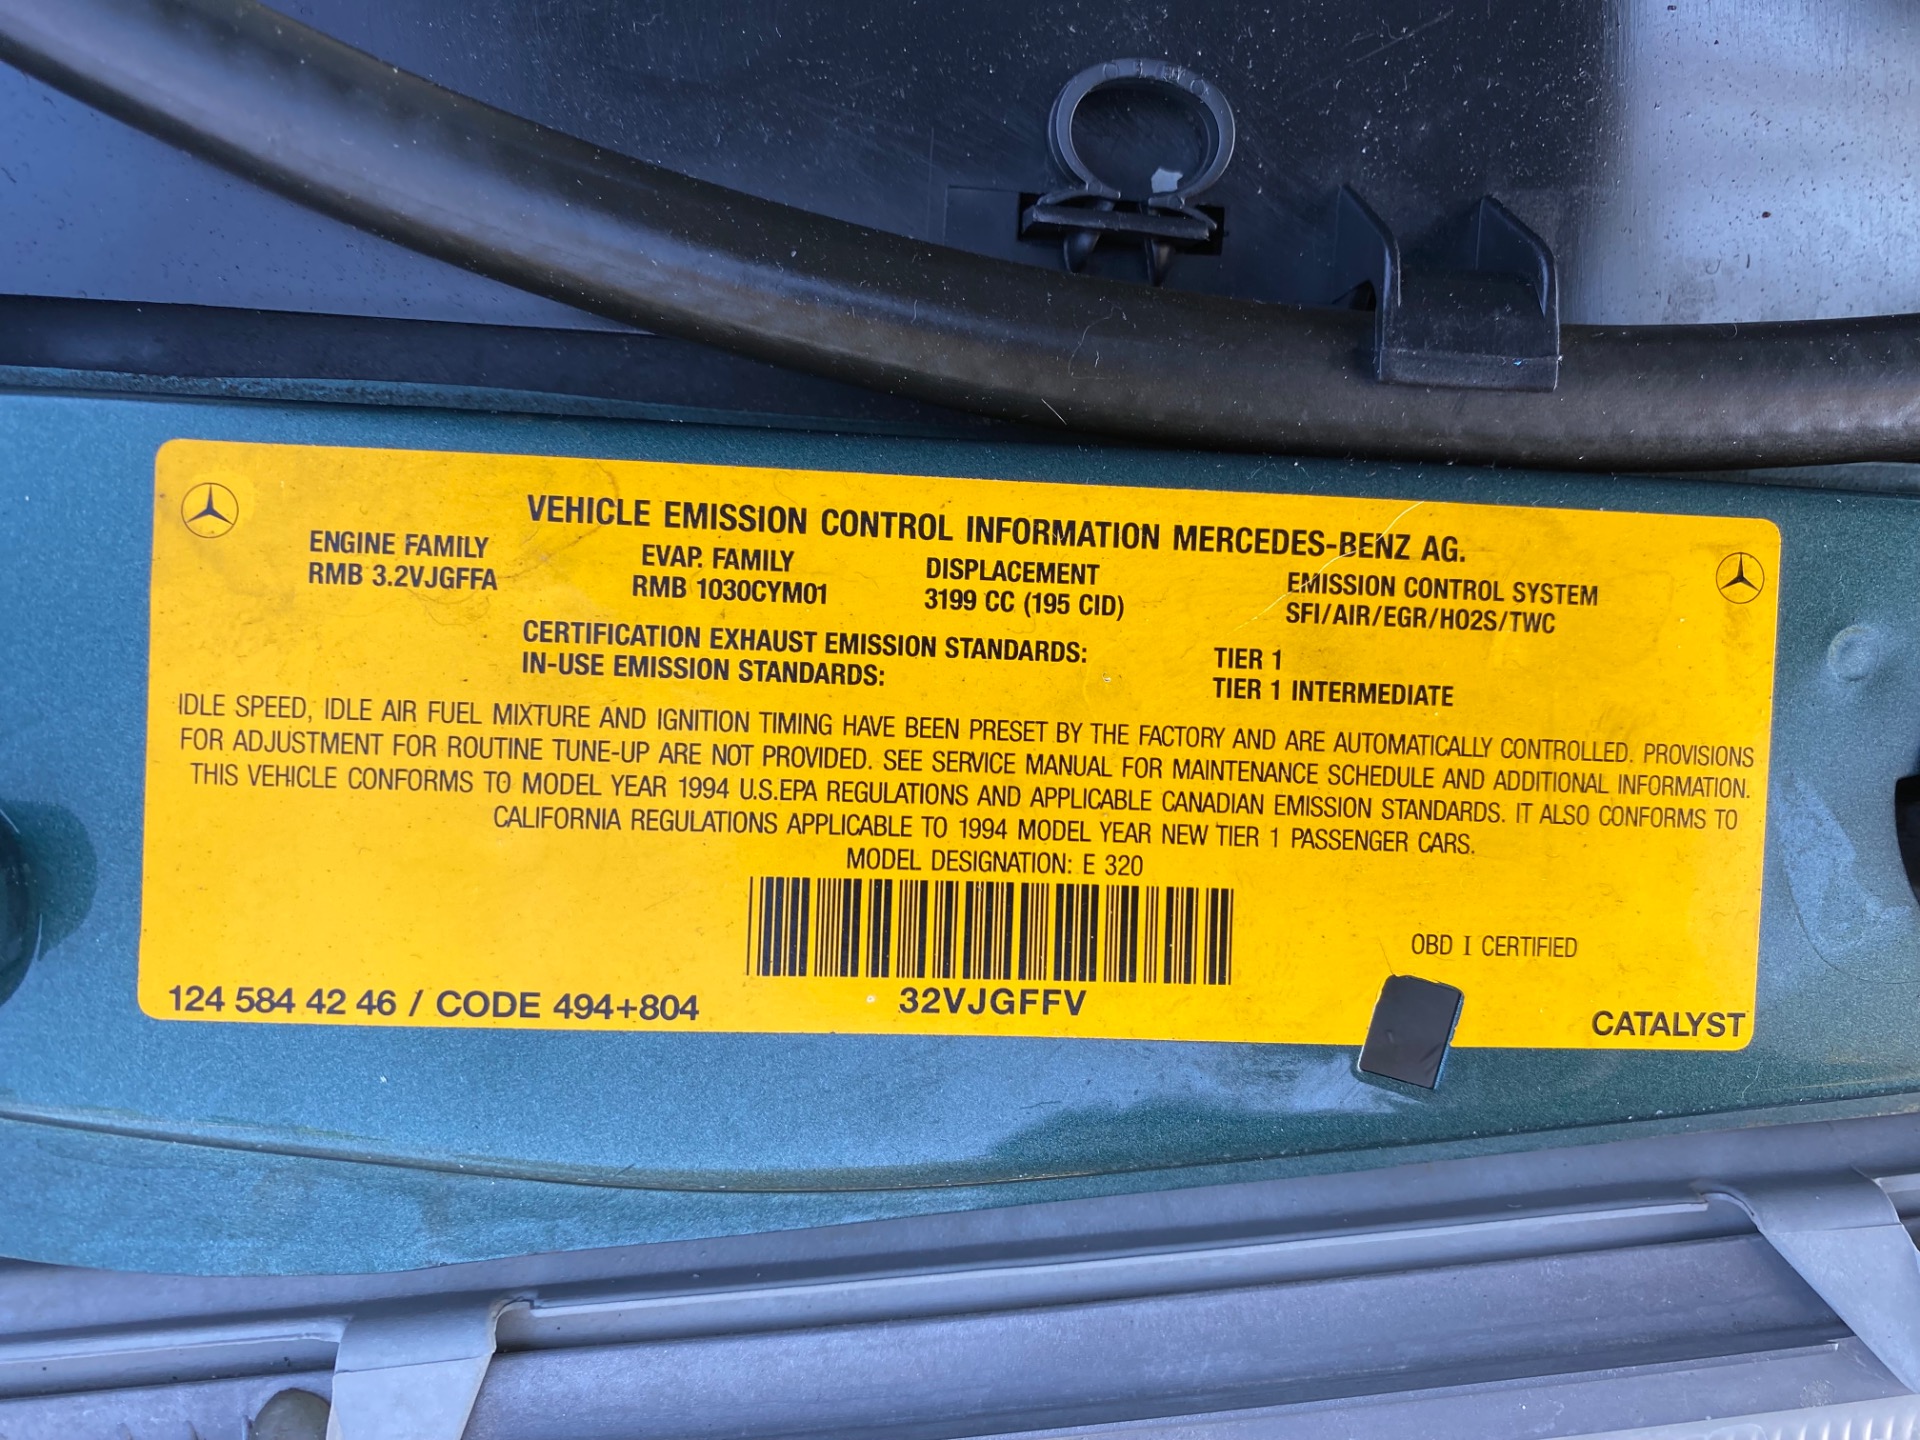 VEHICLE EMISSION CONTROL INFORMATION MERCEDES-BENZ AG.
ENGINE FAMILY
RMB 3.2VJGFFA
EVAP. FAMILY
RMB 1030CYM01
DISPLACEMENT
3199 CC (195 CID)
EMISSION CONTROL SYSTEM
SFI/AIR/EGR/HO2S/TWC
CERTIFICATION EXHAUST EMISSION STANDARDS: TIER 1
IN-USE EMISSION STANDARDS: TIER 1 INTERMEDIATE
IDLE SPEED, IDLE AIR FUEL MIXTURE AND IGNITION TIMING HAVE BEEN PRESET BY THE FACTORY AND ARE AUTOMATICALLY CONTROLLED. PROVISIONS
FOR ADJUSTMENT FOR ROUTINE TUNE-UP ARE NOT PROVIDED. SEE SERVICE MANUAL FOR MAINTENANCE SCHEDULE AND ADDITIONAL INFORMATION.
THIS VEHICLE CONFORMS TO MODEL YEAR 1994 U.S.EPA REGULATIONS AND APPLICABLE CANADIAN EMISSION STANDARDS. IT ALSO CONFORMS TO
CALIFORNIA REGULATIONS APPLICABLE TO 1994 MODEL YEAR NEW TIER 1 PASSENGER CARS.
MODEL DESIGNATION: E 320
OBD I CERTIFIED
124 584 42 46 / CODE 494+804
32VJGFFV
CATALYST